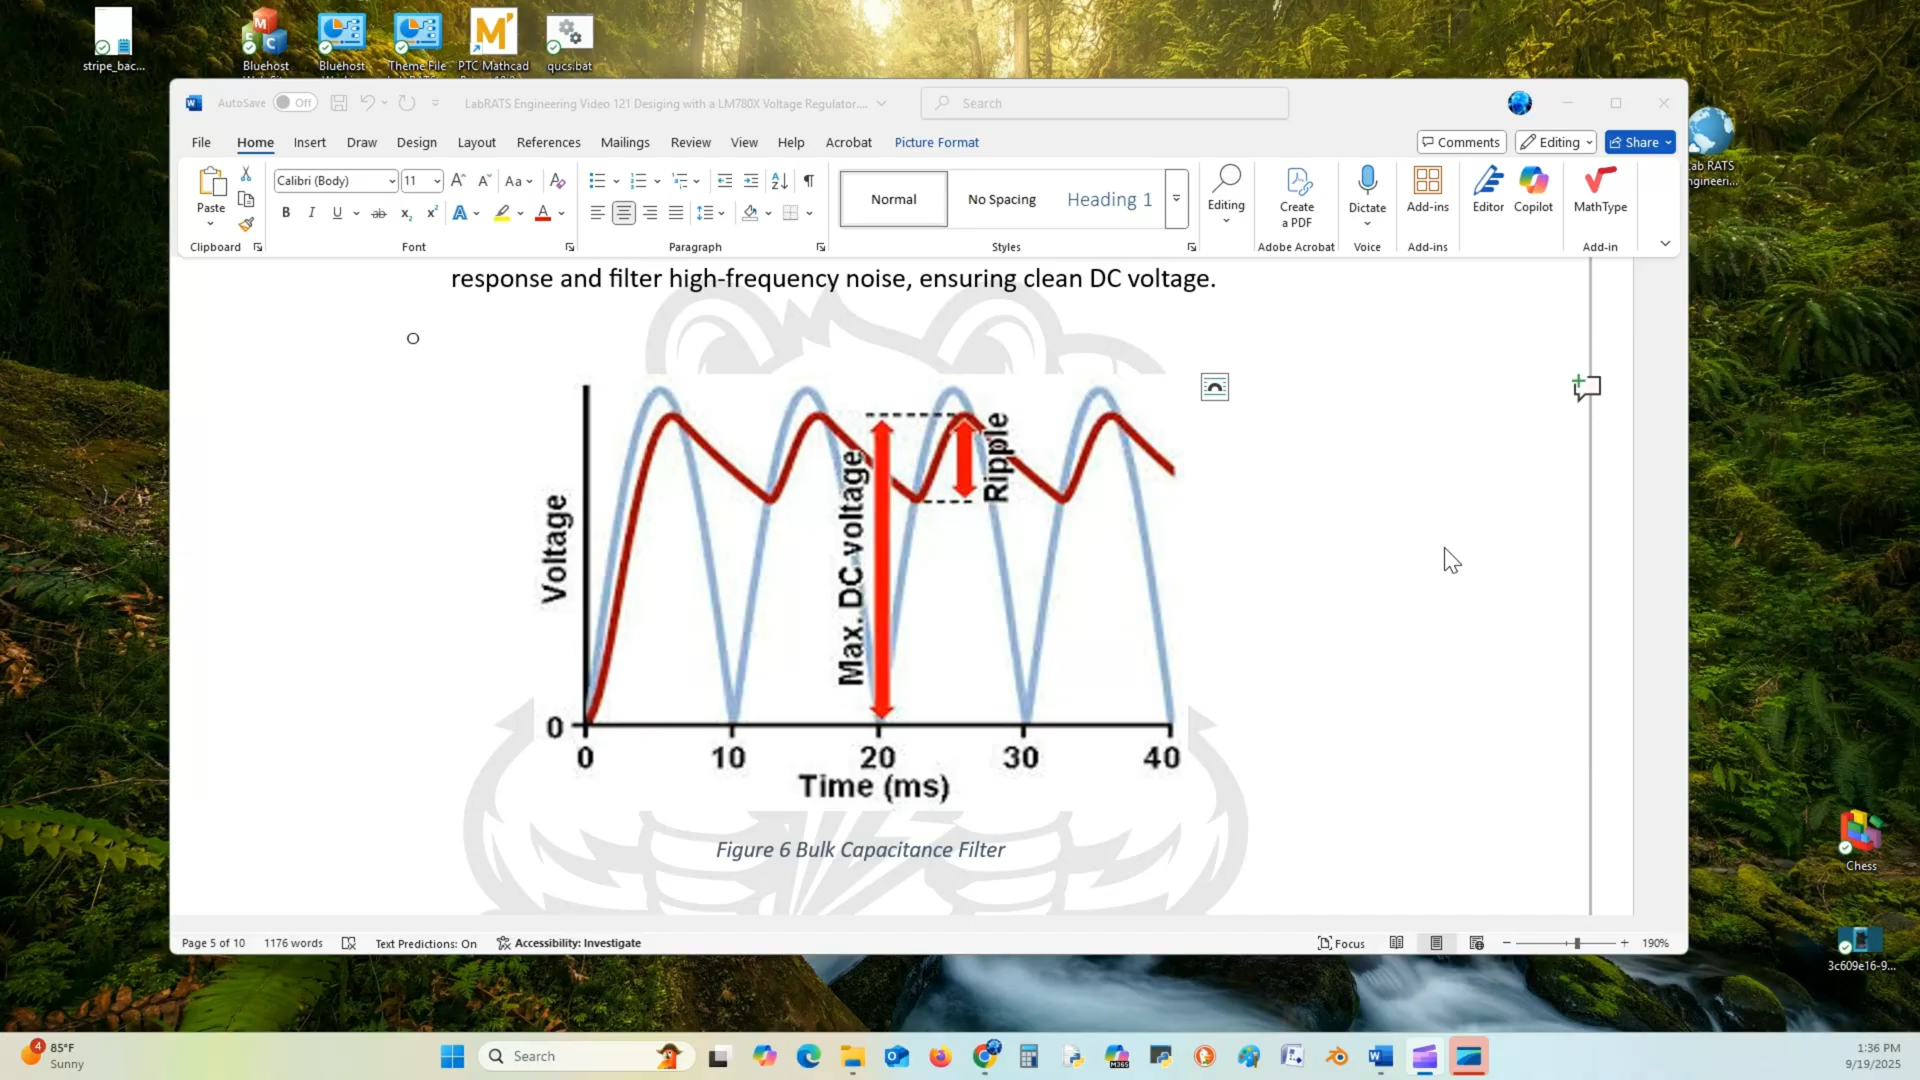 stripe_bac...
Bluehost
Bluehost
Theme File
PTC Mathcad
qucs.bat
AutoSave
Off
LabRATS Engineering Video 121 Desiging with a LM780X Voltage Regulator....
Search
File
Home
Insert
Draw
Design
Layout
References
Mailings
Review
View
Help
Acrobat
Picture Format
Comments
Editing
Share
Paste
Calibri (Body)
11
Normal
No Spacing
Heading 1
Editing
Create
a PDF
Dictate
Add-ins
Editor
Copilot
MathType
Clipboard
Font
Paragraph
Styles
Adobe Acrobat
Voice
Add-ins
Add-in
response and filter high-frequency noise, ensuring clean DC voltage.
Voltage
Max. DC voltage
Ripple
0
0
10
20
30
40
Time (ms)
Figure 6 Bulk Capacitance Filter
Page 5 of 10
1176 words
Text Predictions: On
Accessibility: Investigate
Focus
190%
Chess
3c609e16-9...
4
85°F
Sunny
Search
M365
1:36 PM
9/19/2025